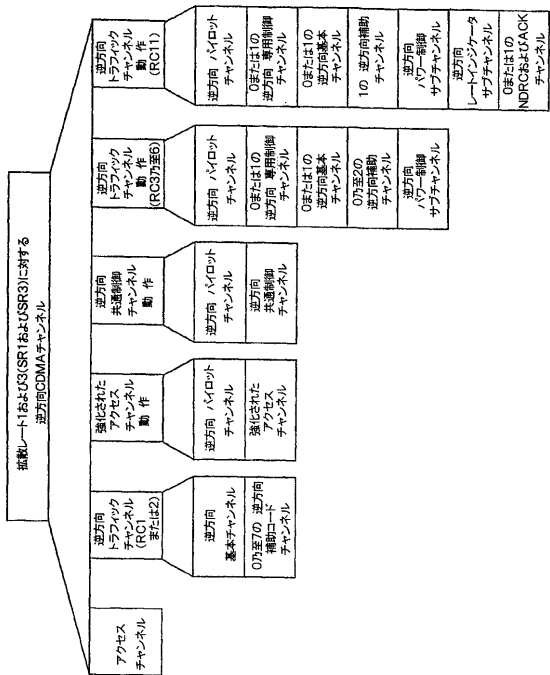 拡散レート1および3(SR1およびSR3)に対する
逆方向CDMAチャンネル
アクセス
チャンネル
逆方向
トラフィック
チャンネル
(RC1
または2)
逆方向
基本チャンネル
0乃至7の 逆方向
補助コード
チャンネル
強化された
アクセス
チャンネル
動 作
逆方向 パイロット
チャンネル
強化された
アクセス
チャンネル
逆方向
共通制御
チャンネル
動 作
逆方向 パイロット
チャンネル
逆方向
共通制御
チャンネル
逆方向
トラフィック
チャンネル
動 作
(RC3乃至6)
逆方向 パイロット
チャンネル
0または1の
逆方向 専用制御
チャンネル
0または1の
逆方向基本
チャンネル
0乃至2の
逆方向補助
チャンネル
逆方向
パワー制御
サブチャンネル
逆方向
トラフィック
チャンネル
動 作
(RC11)
逆方向 パイロット
チャンネル
0または1の
逆方向 専用制御
チャンネル
0または1の
逆方向基本
チャンネル
1の 逆方向補助
チャンネル
逆方向
パワー制御
サブチャンネル
逆方向
レートインジケータ
サブチャンネル
0または1の
NDRCおよびACK
チャンネル